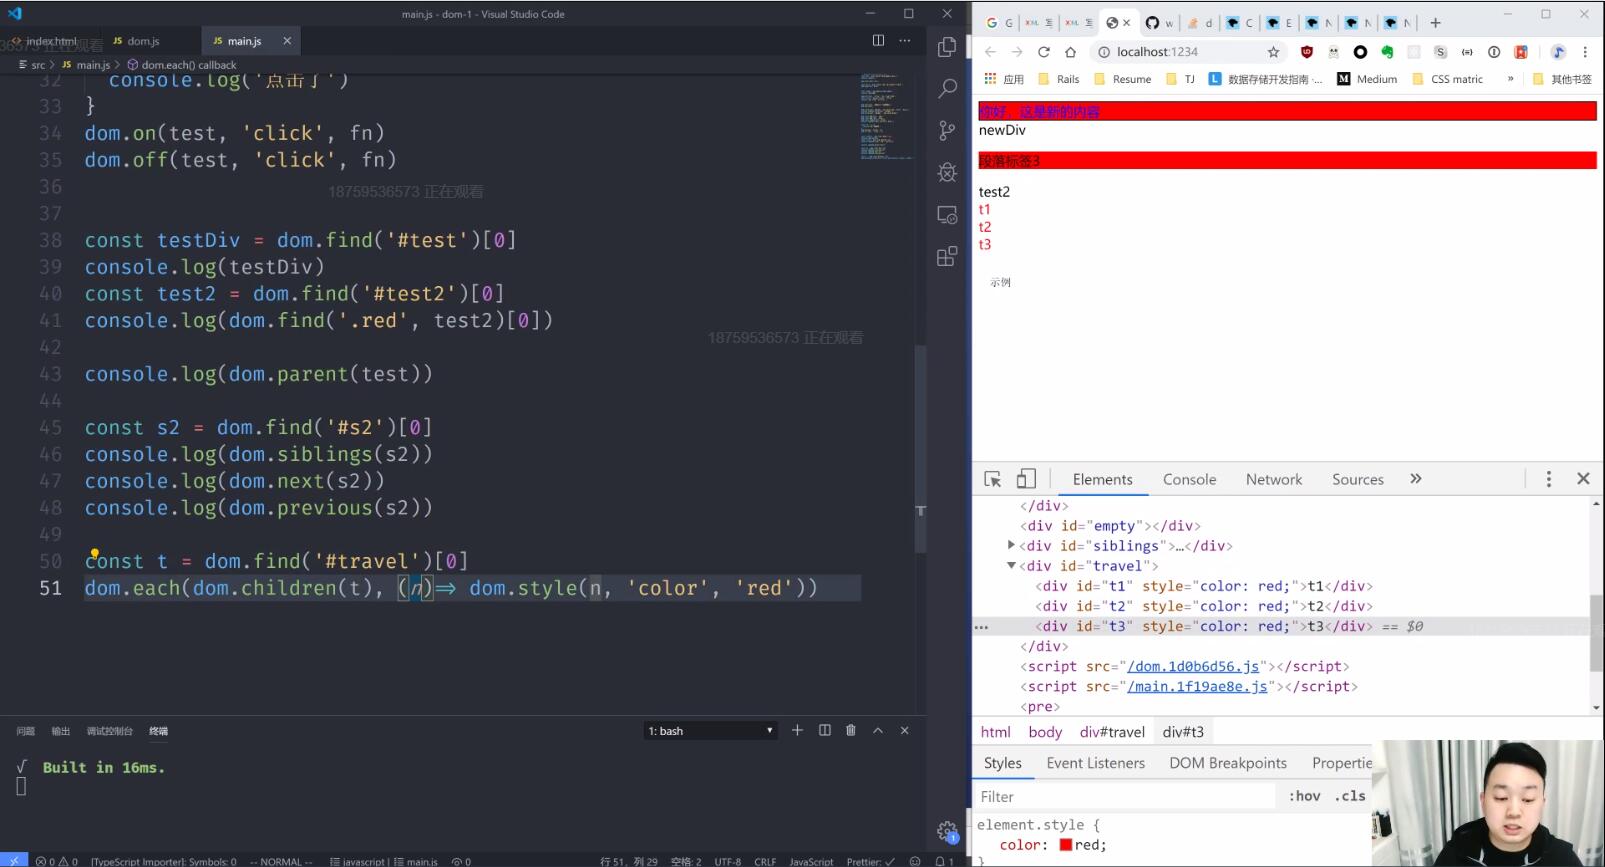 main.js - dom-1 - Visual Studio Code
index.html
JS dom.js
JS main.js
36573 正在观看
src > JS main.js > dom.each() callback
32 console.log('点击了')
33 }
34 dom.on(test, 'click', fn)
35 dom.off(test, 'click', fn)
36
18759536573 正在观看
37
38 const testDiv = dom.find('#test')[0]
39 console.log(testDiv)
40 const test2 = dom.find('#test2')[0]
41 console.log(dom.find('.red', test2)[0])
18759536573 正在观看
42
43 console.log(dom.parent(test))
44
45 const s2 = dom.find('#s2')[0]
46 console.log(dom.siblings(s2))
47 console.log(dom.next(s2))
48 console.log(dom.previous(s2))
49
50 const t = dom.find('#travel')[0]
51 dom.each(dom.children(t), (n)=> dom.style(n, 'color', 'red'))
问题 输出 调试控制台 终端
1: bash
√ Built in 16ms.
0 0 [TypeScript Importer]: Symbols: 0 -- NORMAL -- javascript | main.js 0 行 51，列 29 空格: 2 UTF-8 CRLF JavaScript Prettier: ✓ 1
localhost:1234
应用 Rails Resume TJ 数据存储开发指南 -... Medium CSS matric » 其他书签
你好，这是新的内容
newDiv
段落标签3
test2
t1
t2
t3
示例
Elements Console Network Sources »
</div>
<div id="empty"></div>
<div id="siblings">…</div>
<div id="travel">
<div id="t1" style="color: red;">t1</div>
<div id="t2" style="color: red;">t2</div>
<div id="t3" style="color: red;">t3</div> == $0
</div>
<script src="/dom.1d0b6d56.js"></script>
<script src="/main.1f19ae8e.js"></script>
<pre>
html body div#travel div#t3
Styles Event Listeners DOM Breakpoints Propertie
Filter :hov .cls
element.style {
color: red;
}